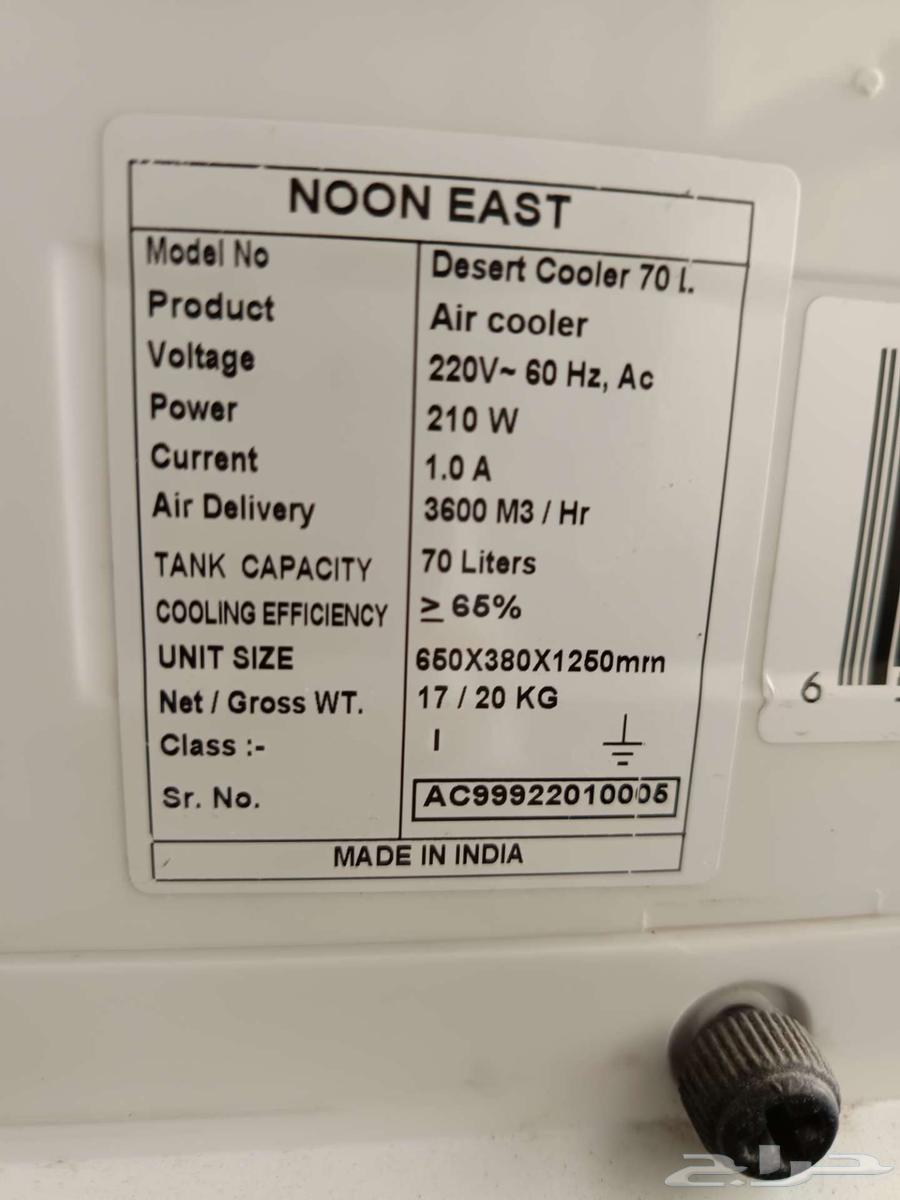 NOON EAST
Model No Desert Cooler 70 L.
Product Air cooler
Voltage 220V~ 60 Hz, Ac
Power 210 W
Current 1.0 A
Air Delivery 3600 M3 / Hr
TANK CAPACITY 70 Liters
COOLING EFFICIENCY ≥ 65%
UNIT SIZE 650X380X1250mm
Net / Gross WT. 17 / 20 KG
Class :- I
Sr. No. AC99922010005
MADE IN INDIA
6
حراج